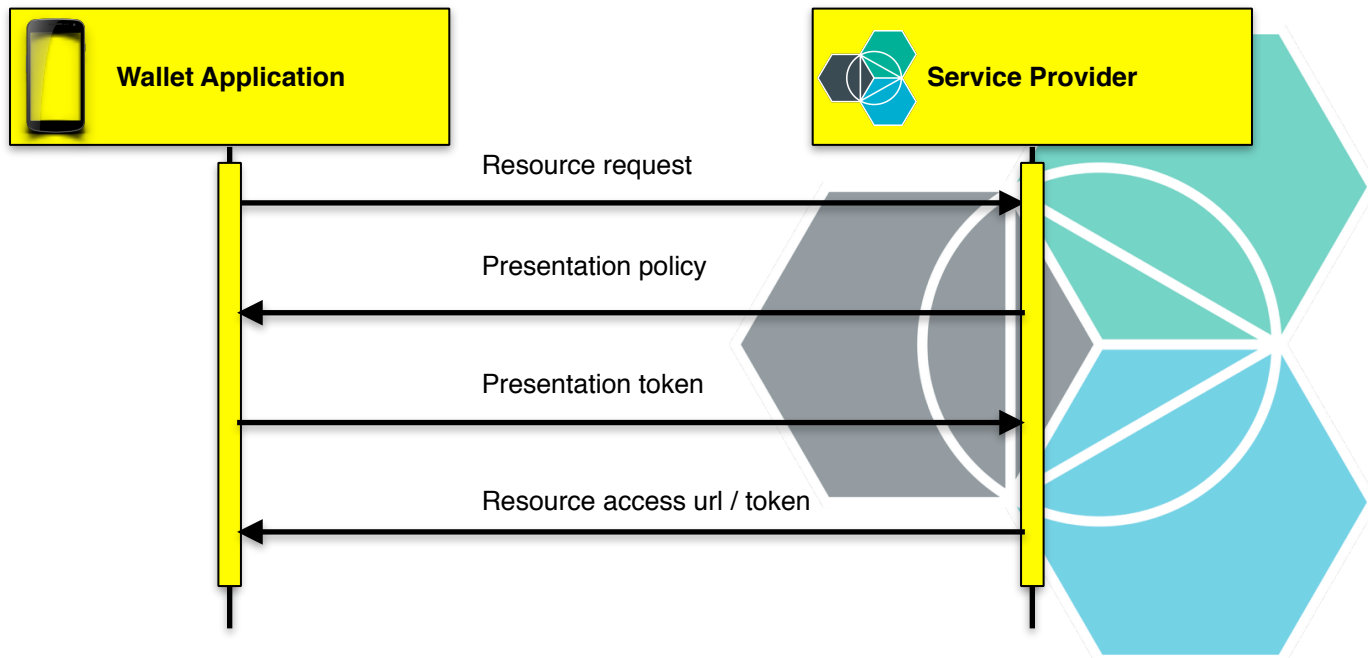 Wallet Application
Service Provider
Resource request
Presentation policy
Presentation token
Resource access url / token